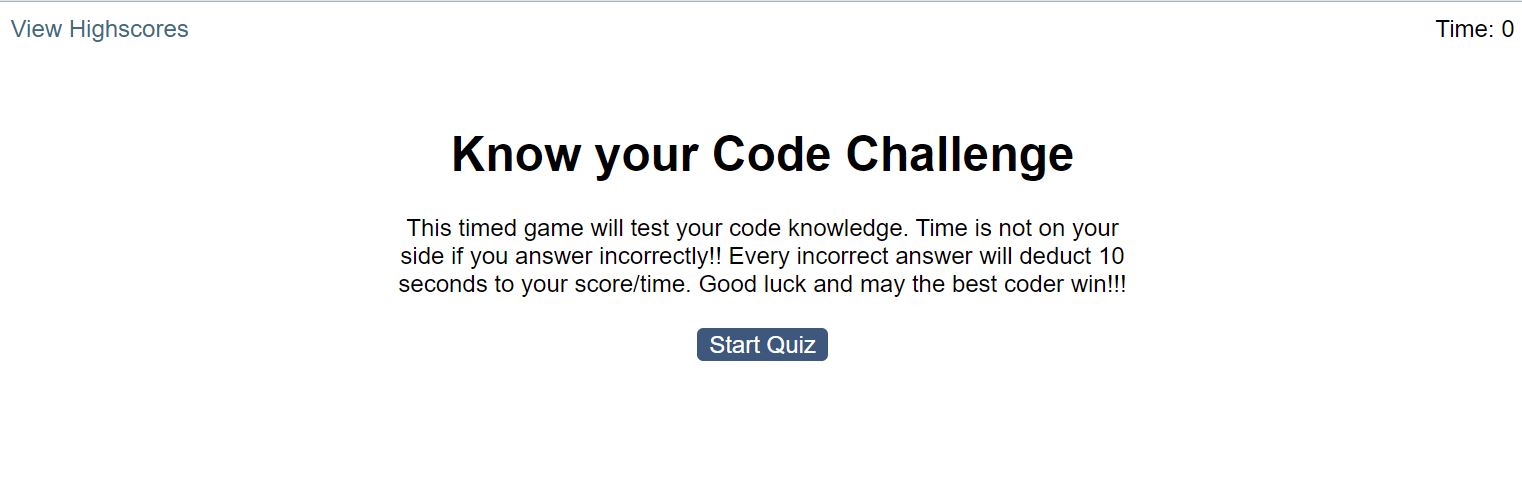 View Highscores
Time: 0
Know your Code Challenge
This timed game will test your code knowledge. Time is not on your
side if you answer incorrectly!! Every incorrect answer will deduct 10
seconds to your score/time. Good luck and may the best coder win!!!
Start Quiz